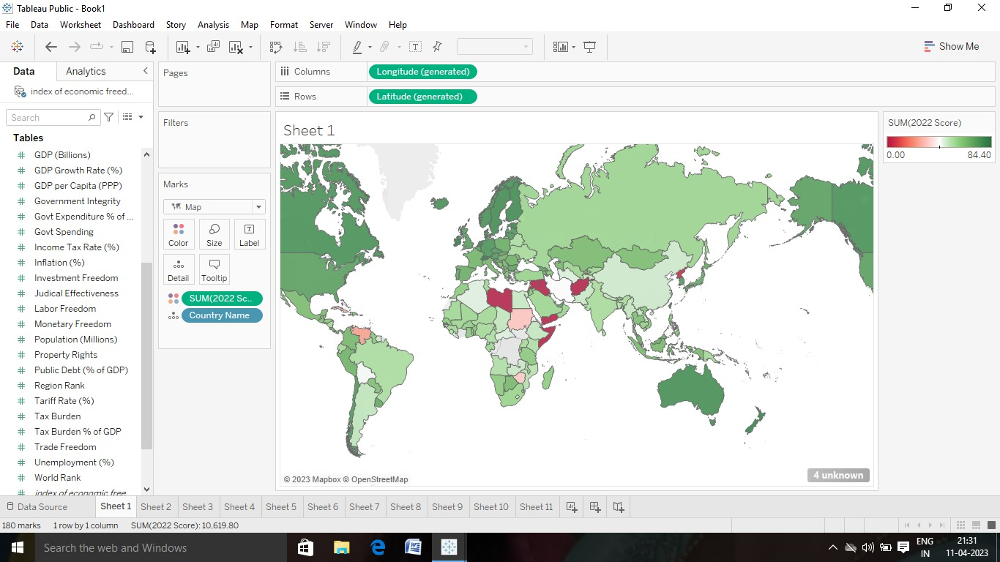 Tableau Public - Book1
File Data Worksheet Dashboard Story Analysis Map Format Server Window Help
Show Me
Data Analytics
index of economic freed...
Search
Tables
GDP (Billions)
GDP Growth Rate (%)
GDP per Capita (PPP)
Government Integrity
Govt Expenditure % of ...
Govt Spending
Income Tax Rate (%)
Inflation (%)
Investment Freedom
Judical Effectiveness
Labor Freedom
Monetary Freedom
Population (Millions)
Property Rights
Public Debt (% of GDP)
Region Rank
Tariff Rate (%)
Tax Burden
Tax Burden % of GDP
Trade Freedom
Unemployment (%)
World Rank
index of economic free
Pages
Filters
Marks
Map
Color Size Label
Detail Tooltip
SUM(2022 Sc..
Country Name
Columns Longitude (generated)
Rows Latitude (generated)
Sheet 1
© 2023 Mapbox © OpenStreetMap
4 unknown
SUM(2022 Score)
0.00 84.40
Data Source Sheet 1 Sheet 2 Sheet 3 Sheet 4 Sheet 5 Sheet 6 Sheet 7 Sheet 8 Sheet 9 Sheet 10 Sheet 11
180 marks 1 row by 1 column SUM(2022 Score): 10,619.80
Search the web and Windows
ENG
IN
21:31
11-04-2023